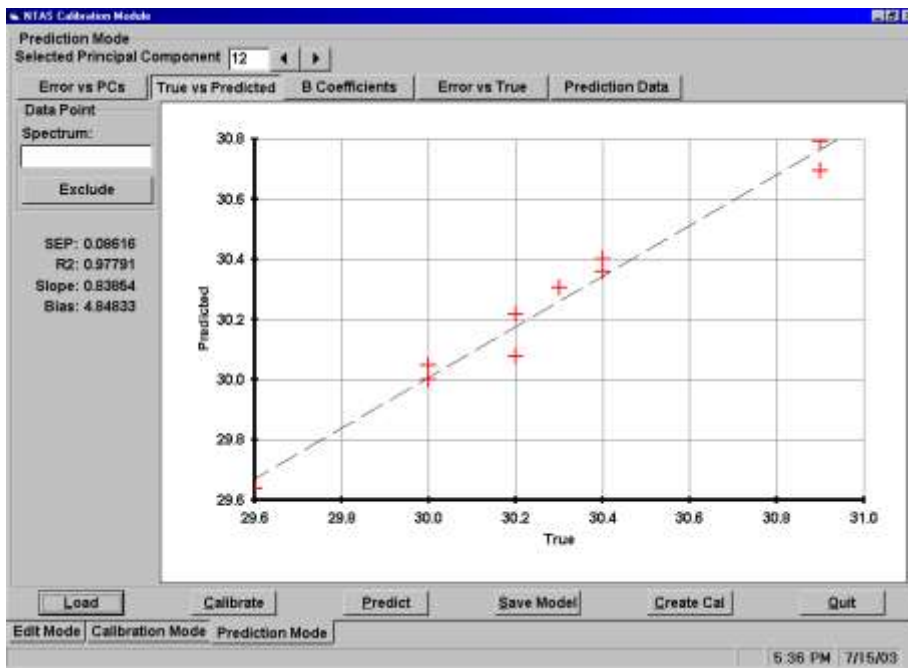 NTAS Calibration Module
Prediction Mode
Selected Principal Component 12
Error vs PCs True vs Predicted B Coefficients Error vs True Prediction Data
Data Point
Spectrum:
Exclude
SEP: 0.08616
R2: 0.97791
Slope: 0.83854
Bias: 4.84833
30.8
30.6
30.4
30.2
30.0
29.8
29.6
Predicted
29.6 29.8 30.0 30.2 30.4 30.6 30.8 31.0
True
Load Calibrate Predict Save Model Create Cal Quit
Edit Mode Calibration Mode Prediction Mode
5:36 PM 7/15/03